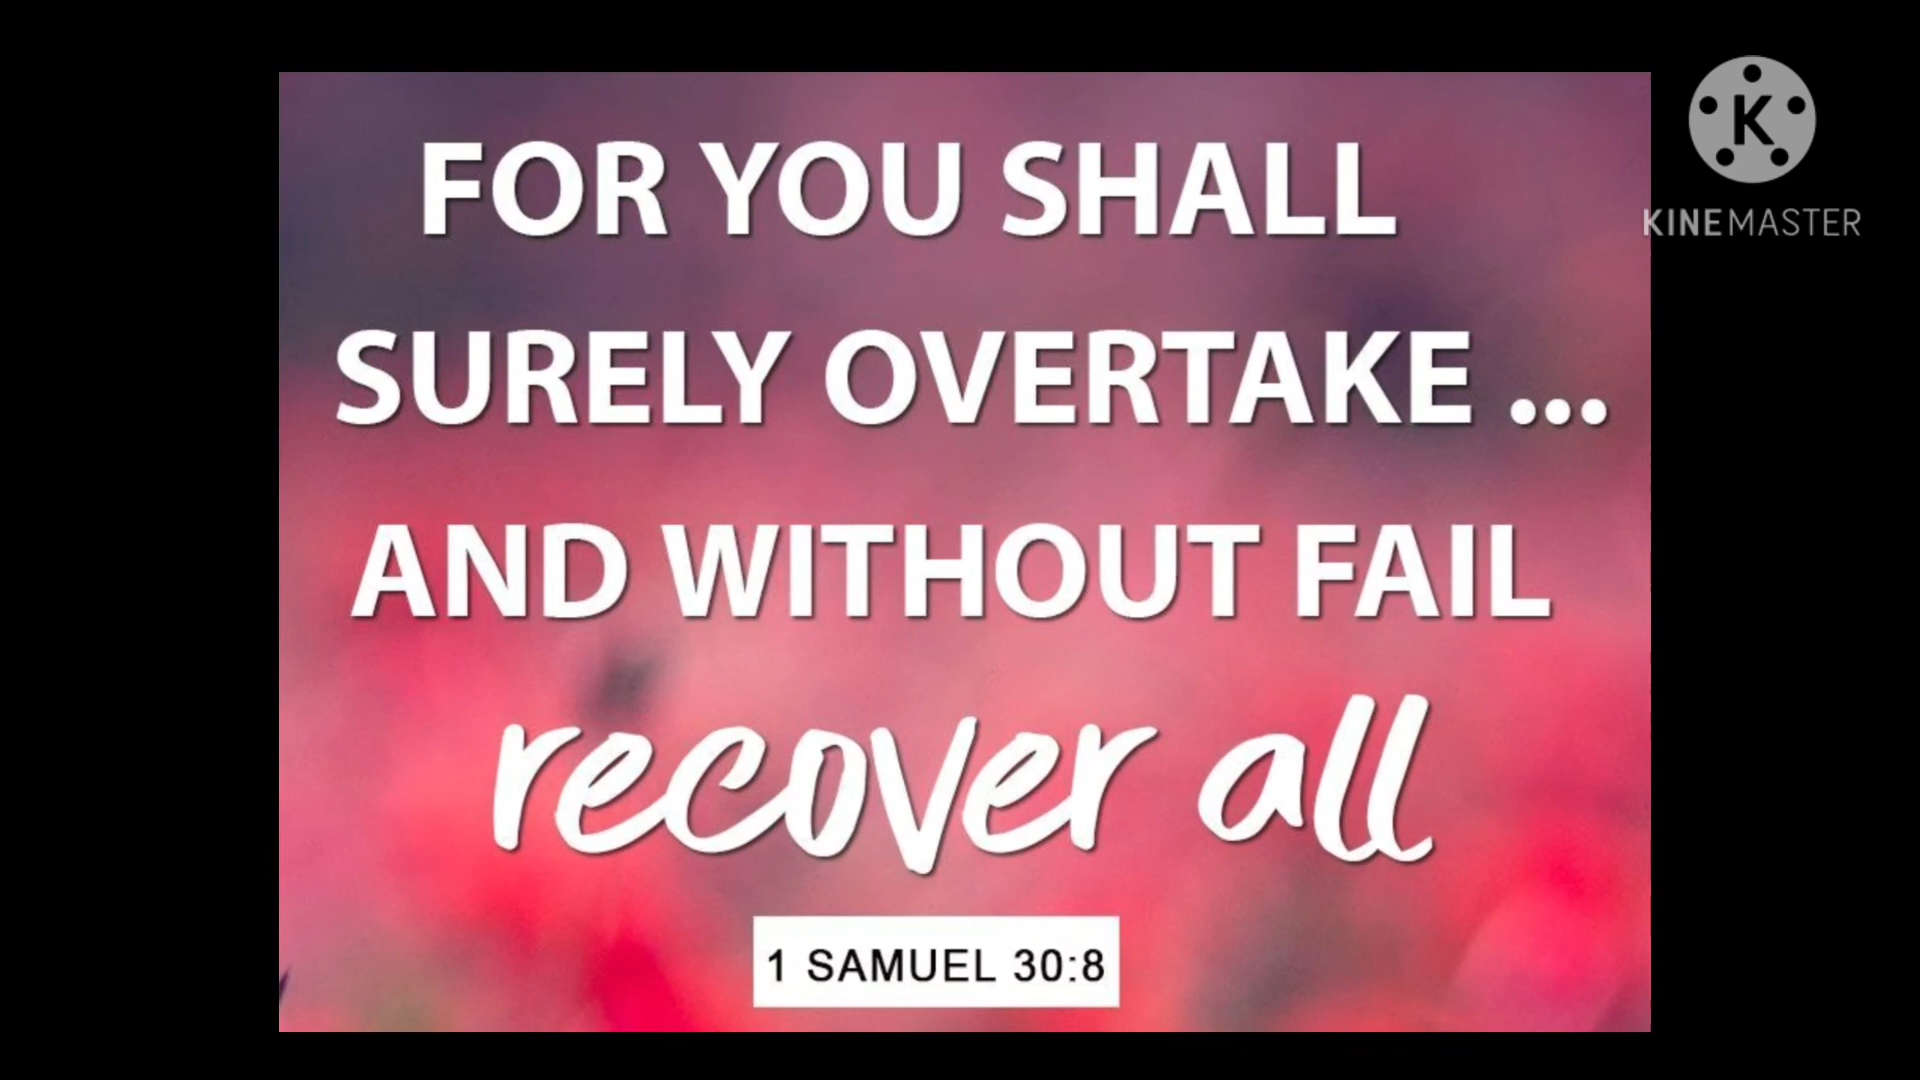 FOR YOU SHALL
SURELY OVERTAKE ...
AND WITHOUT FAIL
recover all
1 SAMUEL 30:8
K
KINEMASTER